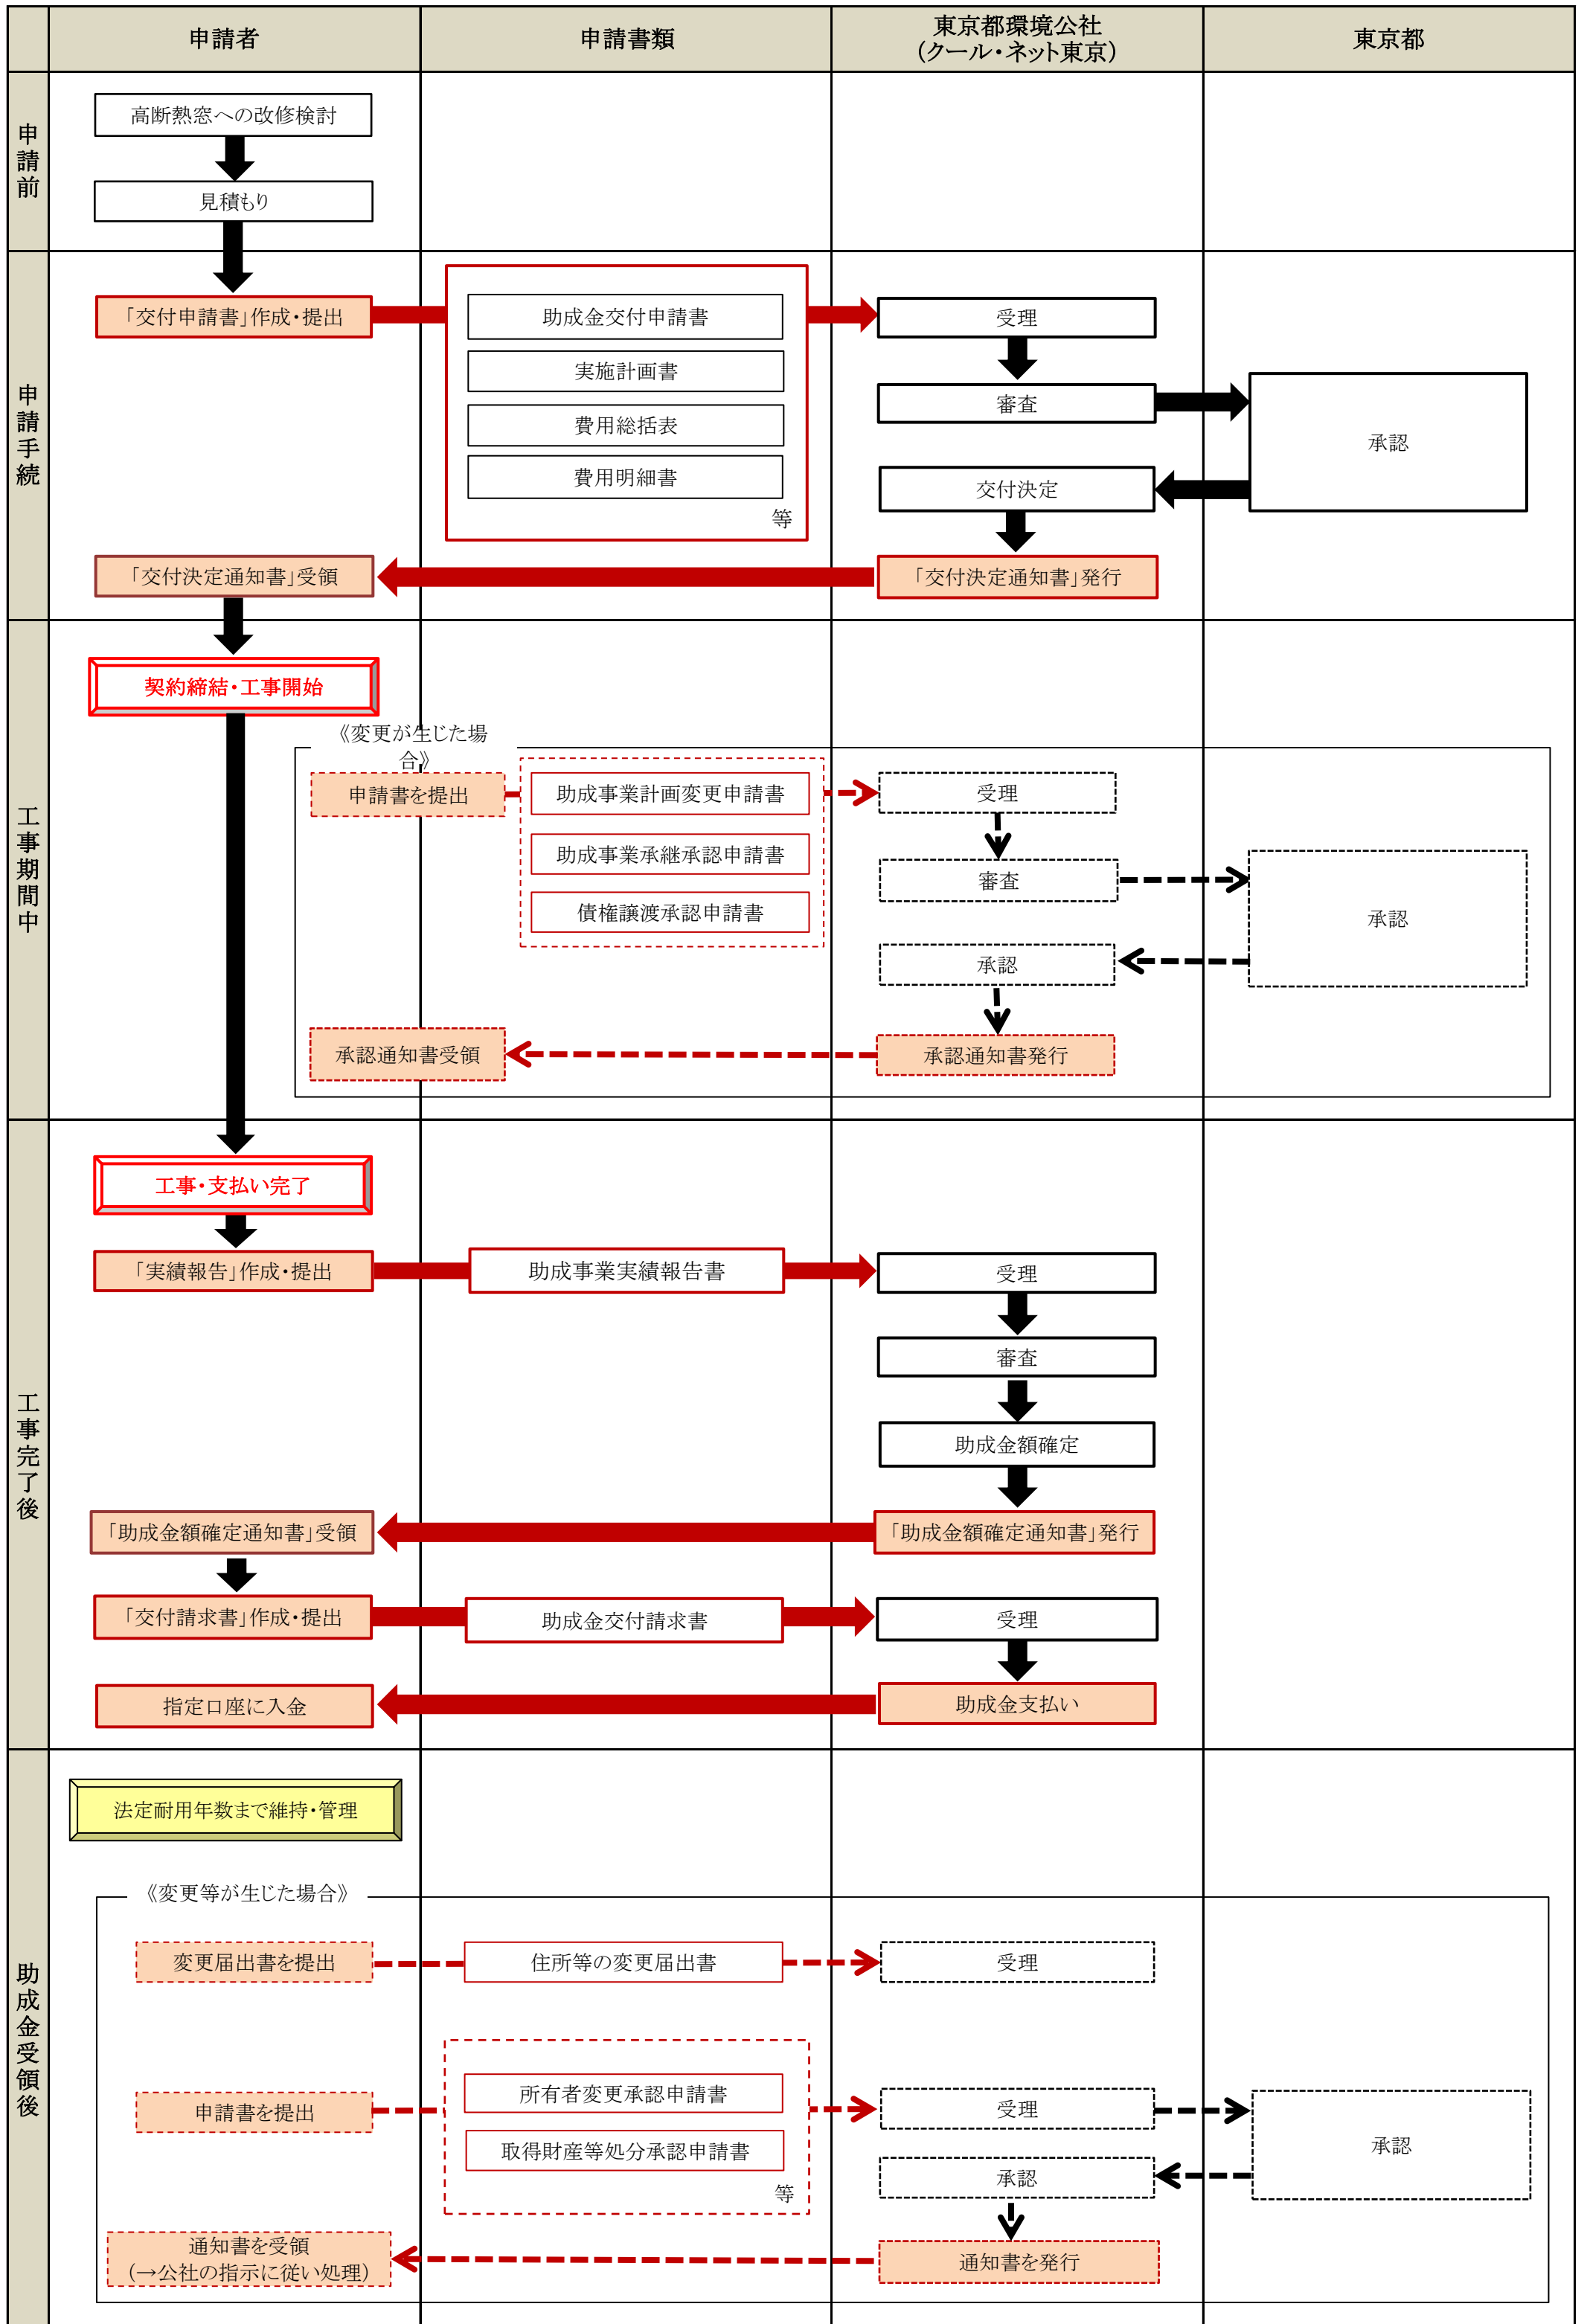 申請者
申請書類
東京都環境公社
(クール・ネット東京)
東京都
申請前
高断熱窓への改修検討
見積もり
申請手続
「交付申請書」作成・提出
助成金交付申請書
実施計画書
費用総括表
費用明細書
等
受理
審査
承認
交付決定
「交付決定通知書」発行
「交付決定通知書」受領
工事期間中
契約締結・工事開始
《変更が生じた場
合》
申請書を提出
助成事業計画変更申請書
助成事業承継承認申請書
債権譲渡承認申請書
受理
審査
承認
承認
承認通知書発行
承認通知書受領
工事完了後
工事・支払い完了
「実績報告」作成・提出
助成事業実績報告書
受理
審査
助成金額確定
「助成金額確定通知書」発行
「助成金額確定通知書」受領
「交付請求書」作成・提出
助成金交付請求書
受理
助成金支払い
指定口座に入金
助成金受領後
法定耐用年数まで維持・管理
《変更等が生じた場合》
変更届出書を提出
住所等の変更届出書
受理
申請書を提出
所有者変更承認申請書
取得財産等処分承認申請書
等
受理
承認
承認
通知書を発行
通知書を受領
(→公社の指示に従い処理)